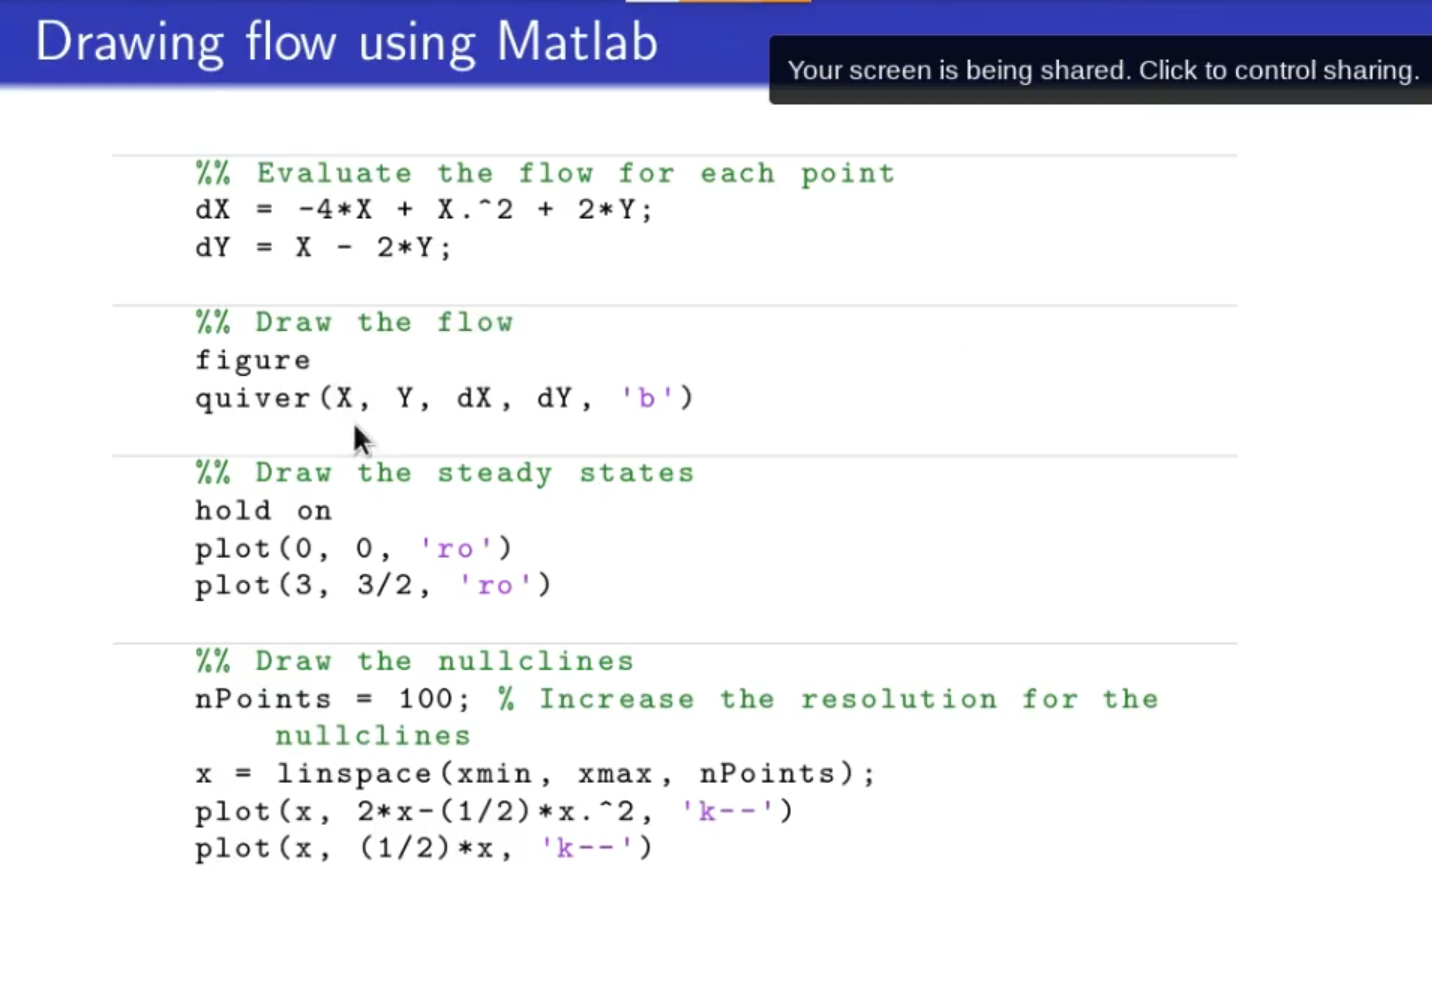 Drawing flow using Matlab
Your screen is being shared. Click to control sharing.
%% Evaluate the flow for each point
dX = -4*X + X.^2 + 2*Y;
dY = X - 2*Y;
%% Draw the flow
figure
quiver(X, Y, dX, dY, 'b')
%% Draw the steady states
hold on
plot(0, 0, 'ro')
plot(3, 3/2, 'ro')
%% Draw the nullclines
nPoints = 100; % Increase the resolution for the
nullclines
x = linspace(xmin, xmax, nPoints);
plot(x, 2*x-(1/2)*x.^2, 'k--')
plot(x, (1/2)*x, 'k--')